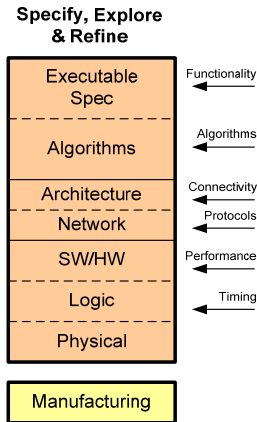 Specify, Explore
& Refine
Executable
Spec
Functionality
Algorithms
Algorithms
Architecture
Connectivity
Network
Protocols
SW/HW
Performance
Logic
Timing
Physical
Manufacturing